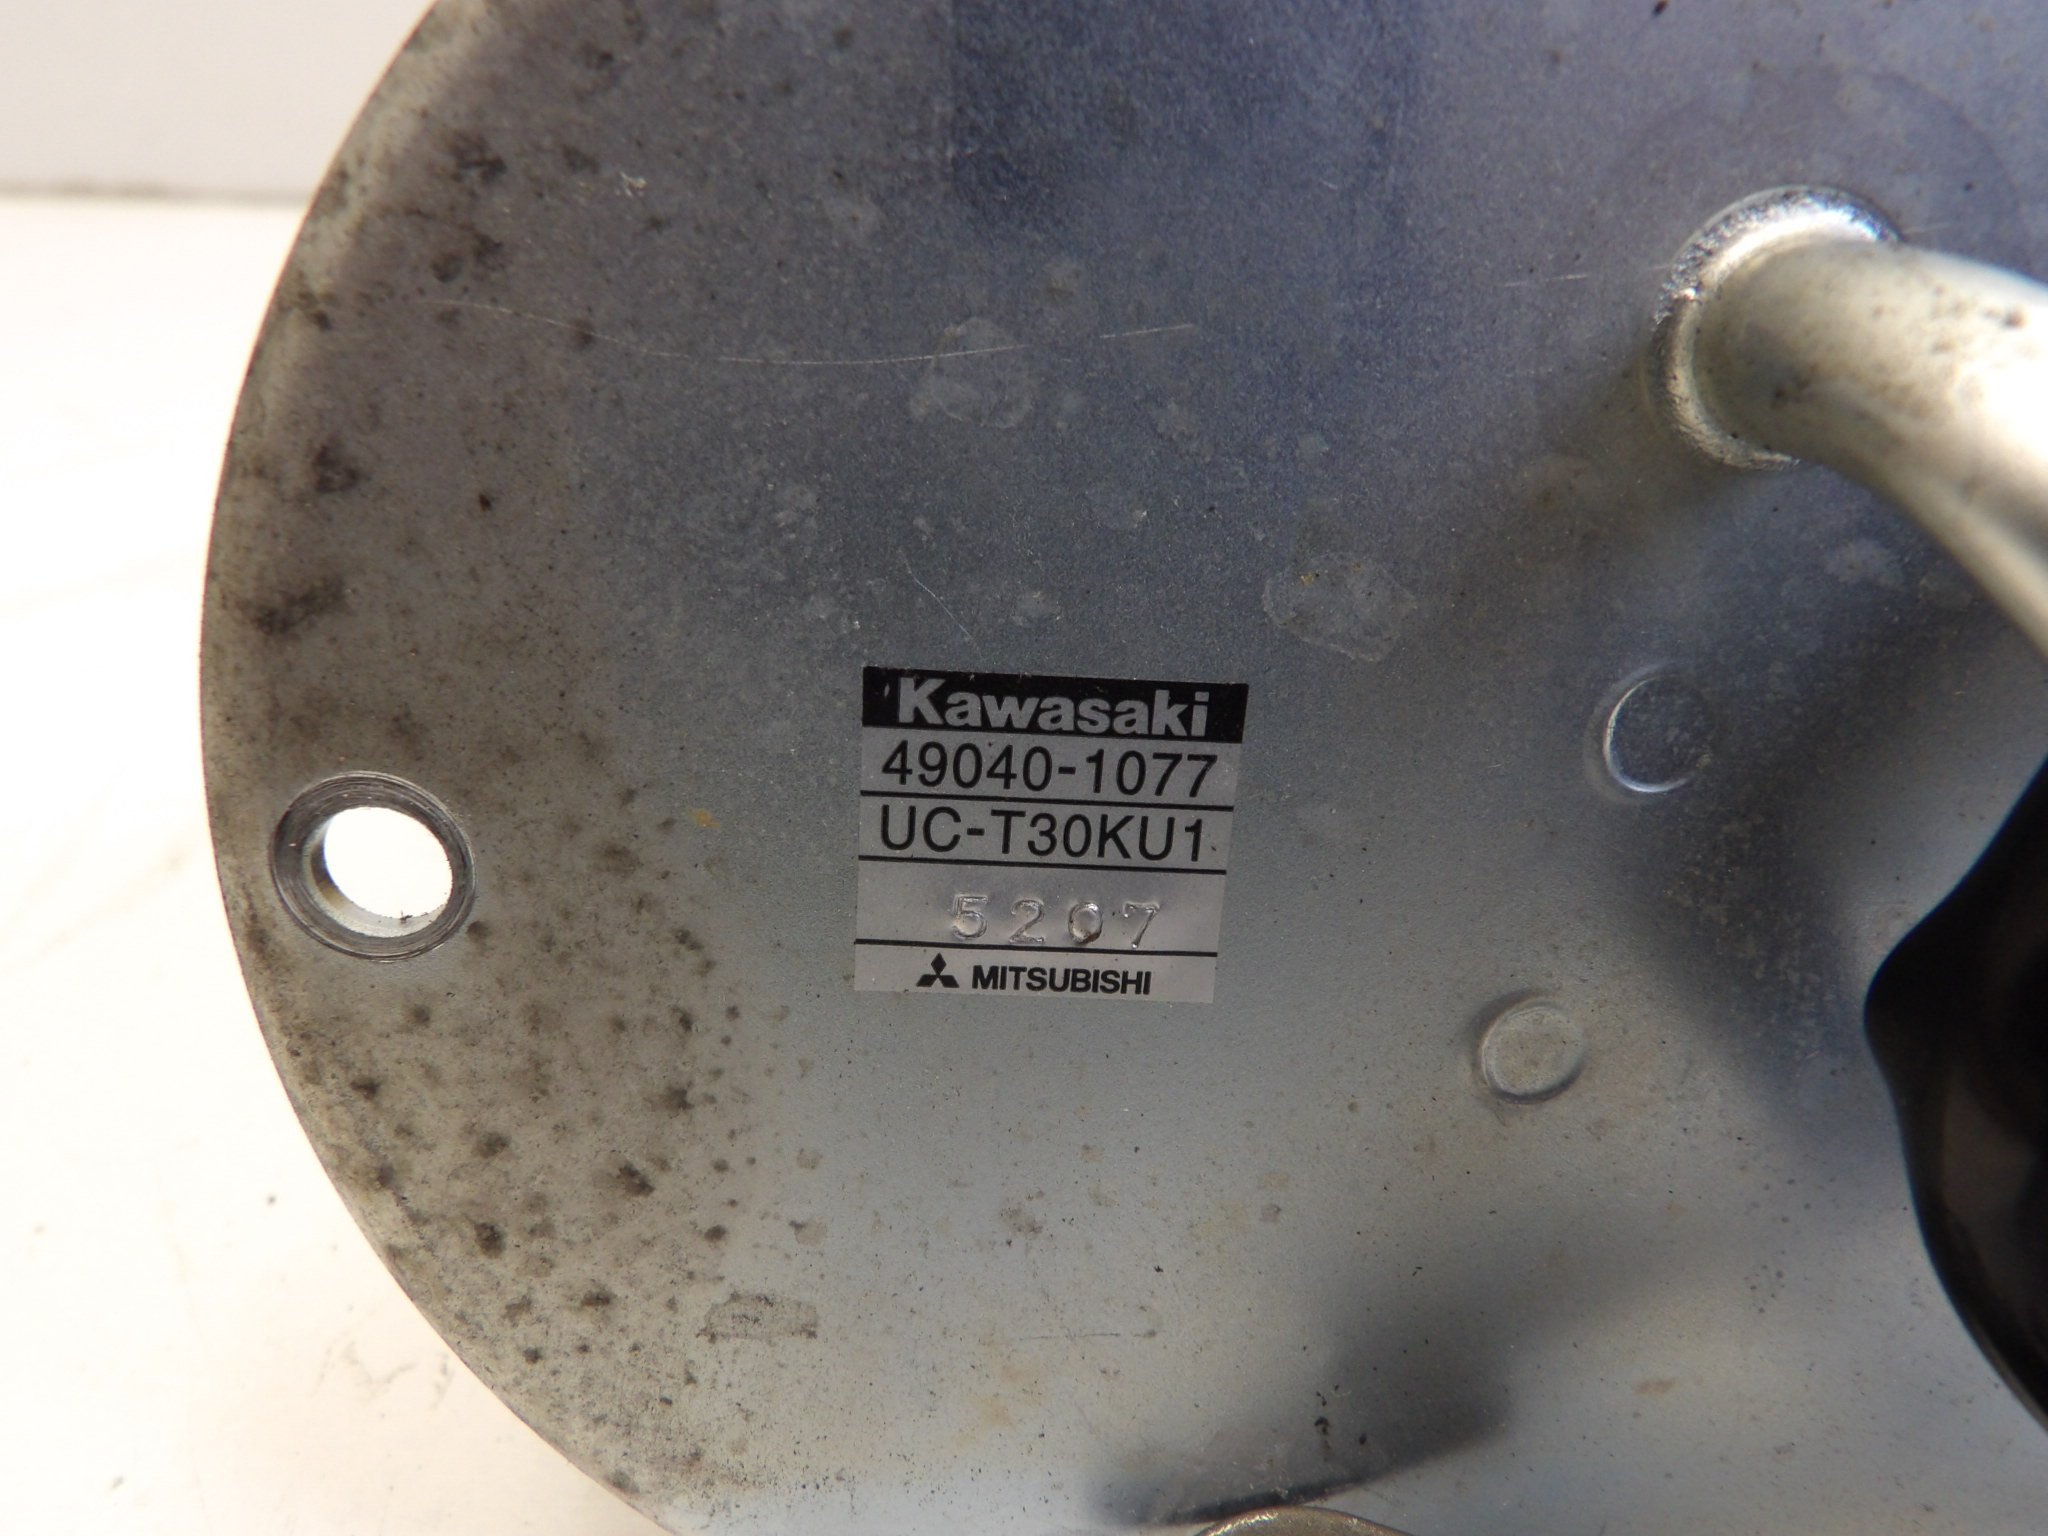 Kawasaki
49040-1077
UC-T30KU1
5207
MITSUBISHI